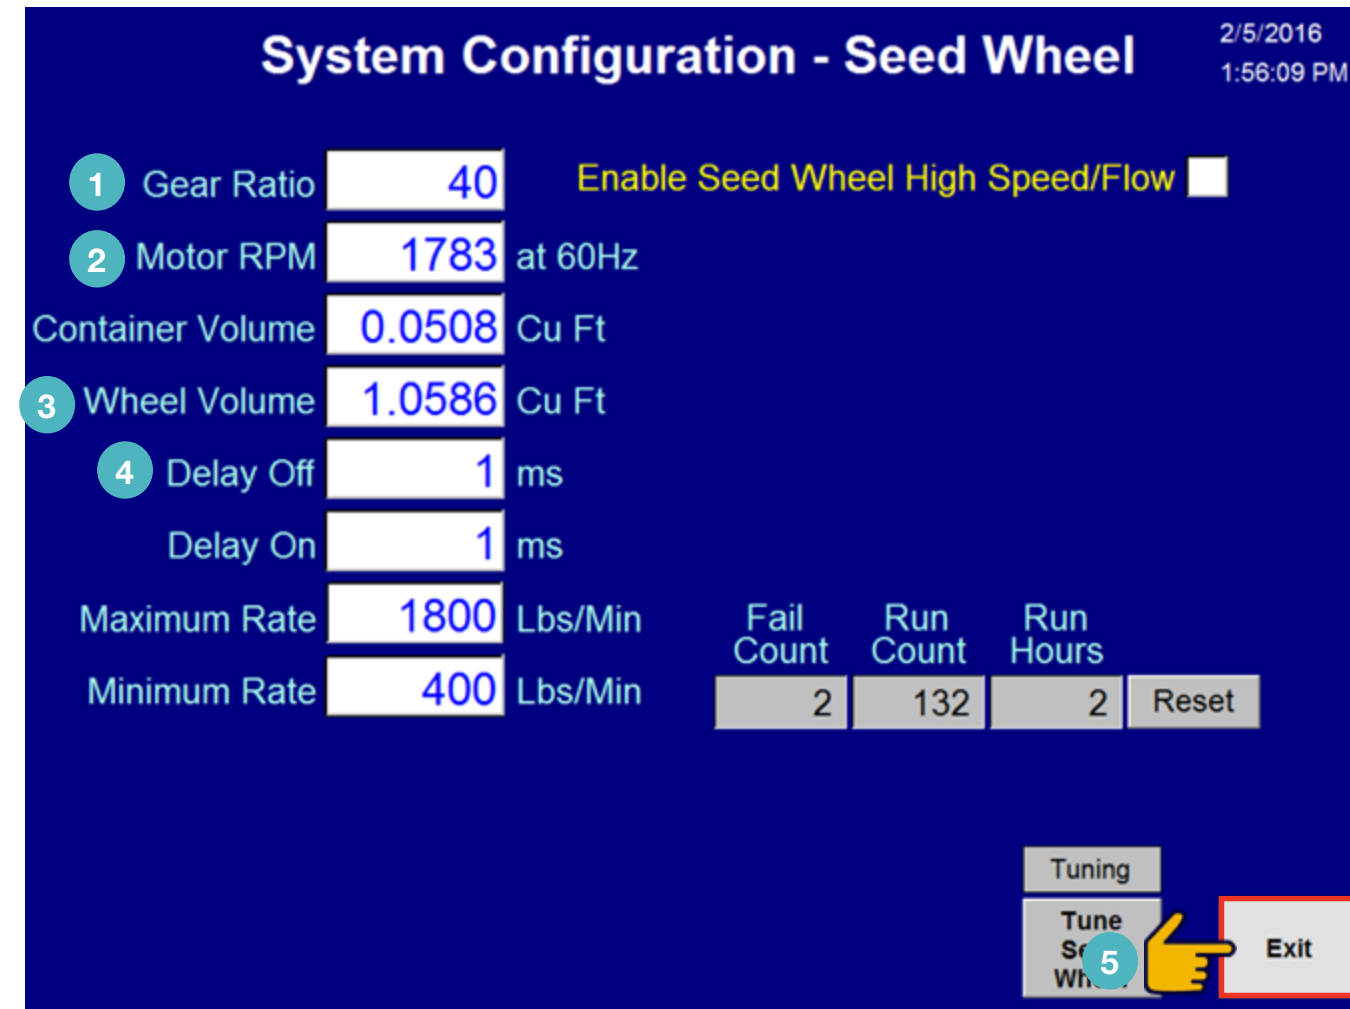 System Configuration - Seed Wheel
2/5/2016
1:56:09 PM
1 Gear Ratio 40 Enable Seed Wheel High Speed/Flow
2 Motor RPM 1783 at 60Hz
Container Volume 0.0508 Cu Ft
3 Wheel Volume 1.0586 Cu Ft
4 Delay Off 1 ms
Delay On 1 ms
Maximum Rate 1800 Lbs/Min
Minimum Rate 400 Lbs/Min
Fail Run Run
Count Count Hours
2 132 2 Reset
Tuning
Tune
5
Exit